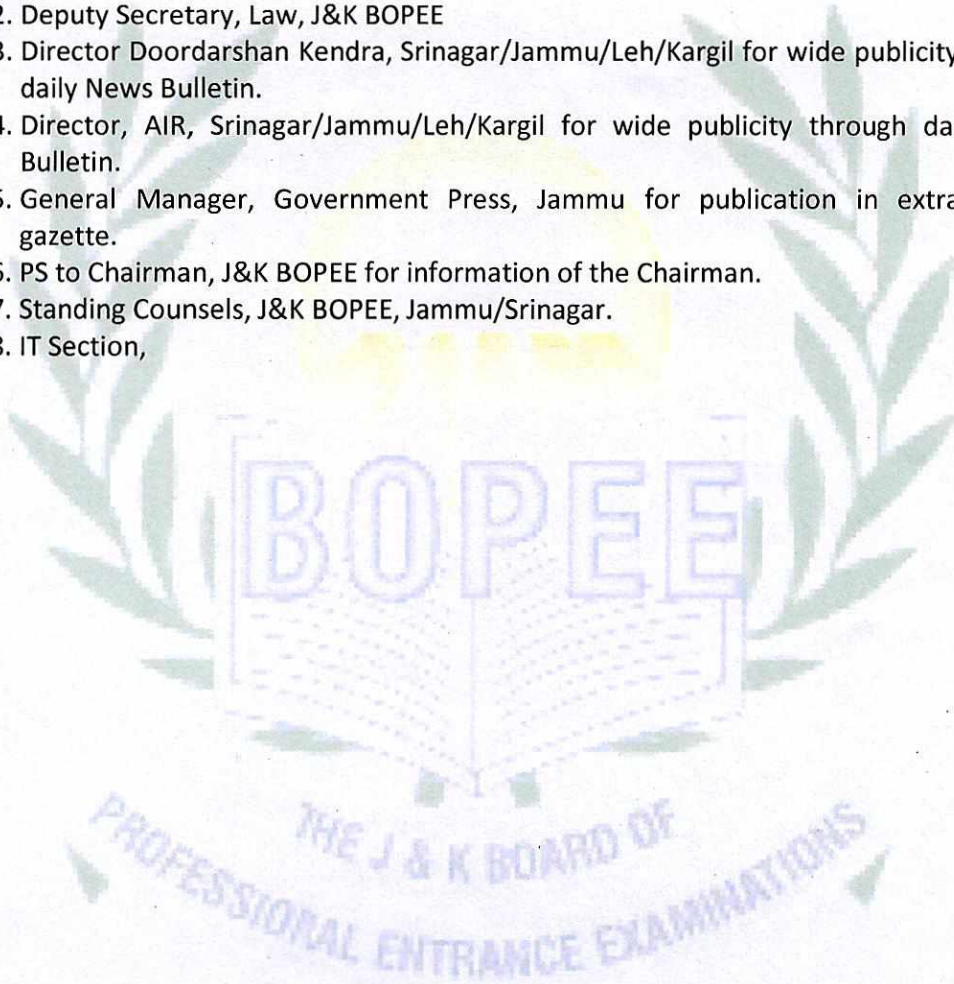 2. Deputy Secretary, Law, J&K BOPEE
3. Director Doordarshan Kendra, Srinagar/Jammu/Leh/Kargil for wide publicity
daily News Bulletin.
4. Director, AIR, Srinagar/Jammu/Leh/Kargil for wide publicity through da
Bulletin.
5. General Manager, Government Press, Jammu for publication in extra
gazette.
6. PS to Chairman, J&K BOPEE for information of the Chairman.
7. Standing Counsels, J&K BOPEE, Jammu/Srinagar.
8. IT Section,
BOPEE
THE J & K BOARD OF
PROFESSIONAL ENTRANCE EXAMINATIONS